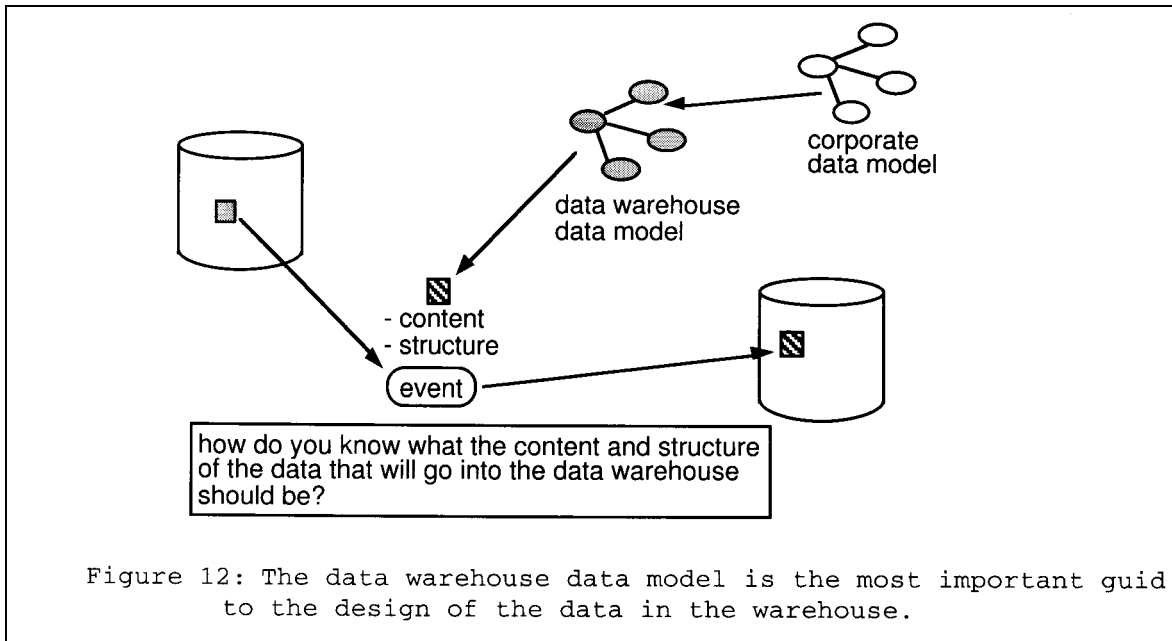 corporate
data model
data warehouse
data model
- content
- structure
event
how do you know what the content and structure
of the data that will go into the data warehouse
should be?
Figure 12: The data warehouse data model is the most important guid
to the design of the data in the warehouse.